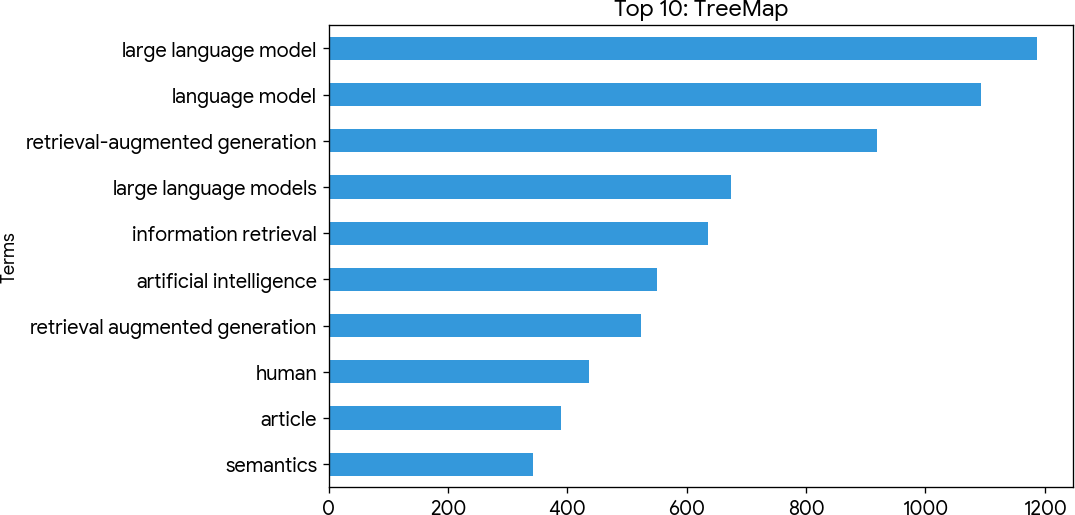 Top 10: TreeMap
Terms
large language model
language model
retrieval-augmented generation
large language models
information retrieval
artificial intelligence
retrieval augmented generation
human
article
semantics
0 200 400 600 800 1000 1200